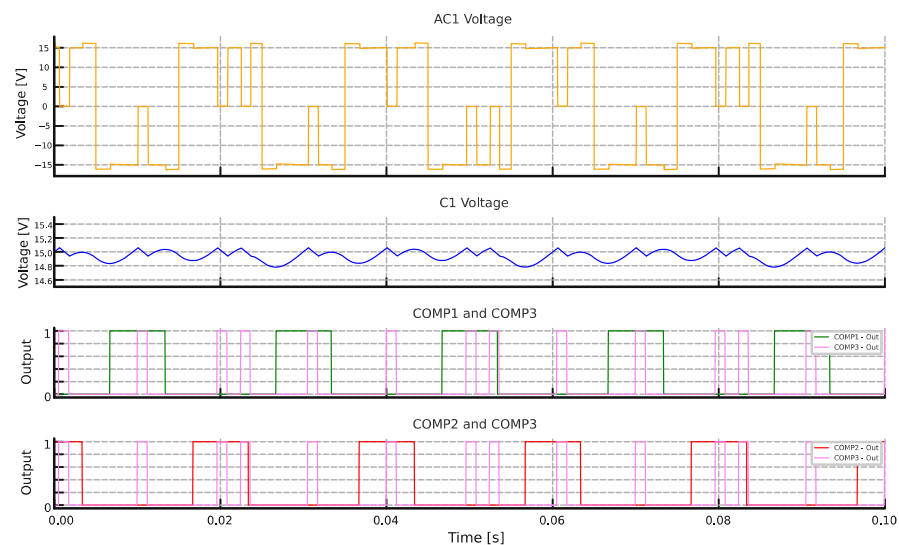 AC1 Voltage
Voltage [V]
15
10
5
0
−5
−10
−15
C1 Voltage
Voltage [V]
15.4
15.2
15.0
14.8
14.6
COMP1 and COMP3
Output
1
0
COMP1 - Out
COMP3 - Out
COMP2 and COMP3
Output
1
0
COMP2 - Out
COMP3 - Out
0.00 0.02 0.04 0.06 0.08 0.10
Time [s]